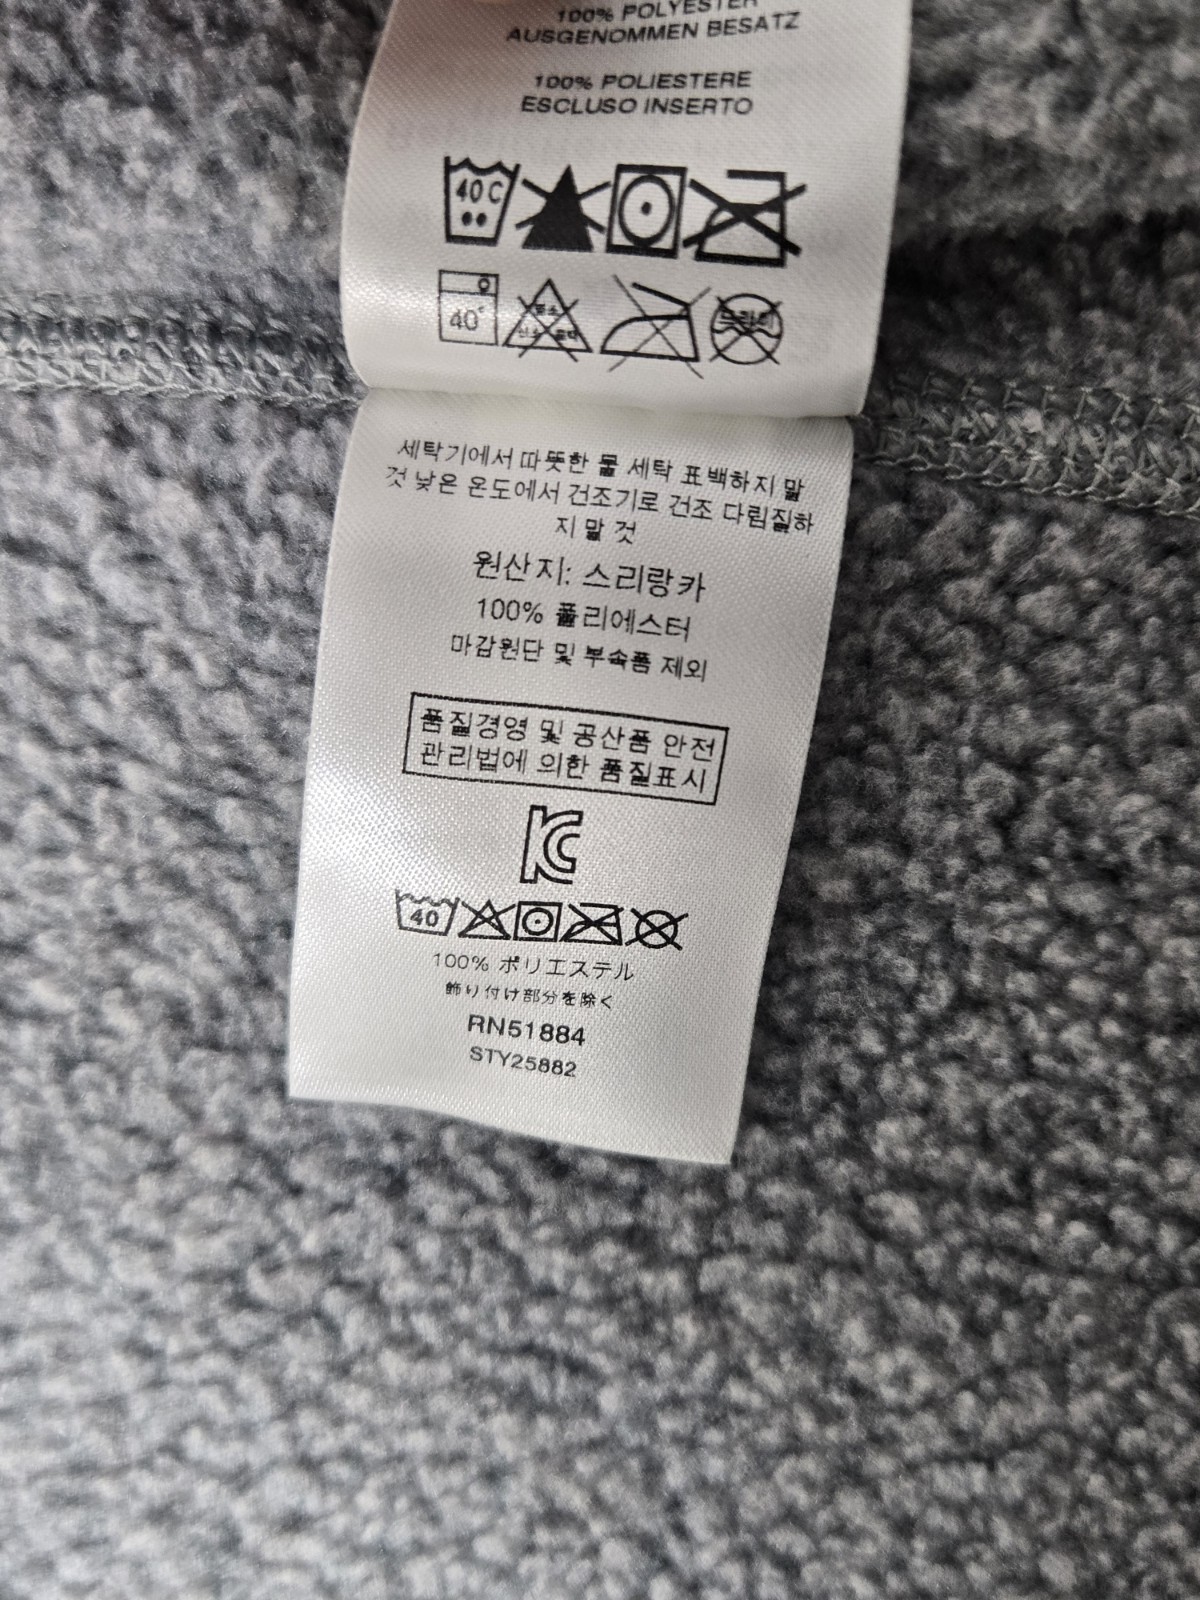 100% POLYESTER
AUSGENOMMEN BESATZ
100% POLIESTERE
ESCLUSO INSERTO
40 C
40°
드라이
세탁기에서 따뜻한 물 세탁 표백하지 말
것 낮은 온도에서 건조기로 건조 다림질하
지 말 것
원산지: 스리랑카
100% 폴리에스터
마감원단 및 부속품 제외
품질경영 및 공산품 안전
관리법에 의한 품질표시
KC
40
100% ポリエステル
飾り付け部分を除く
RN51884
STY25882